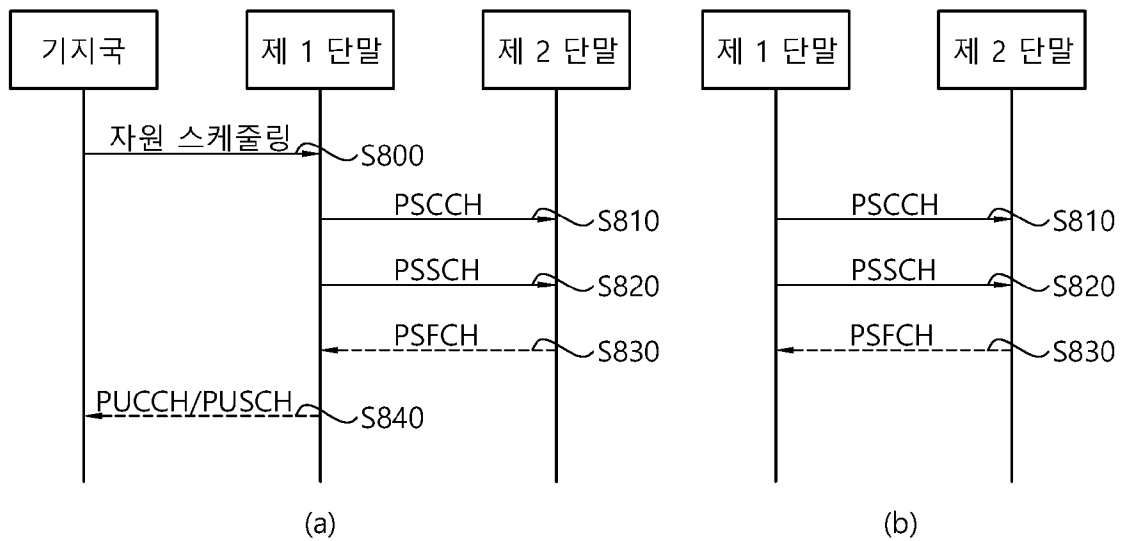 기지국
제 1 단말
제 2 단말
자원 스케줄링
S800
PSCCH
S810
PSSCH
S820
PSFCH
S830
PUCCH/PUSCH
S840
(a)
제 1 단말
제 2 단말
PSCCH
S810
PSSCH
S820
PSFCH
S830
(b)